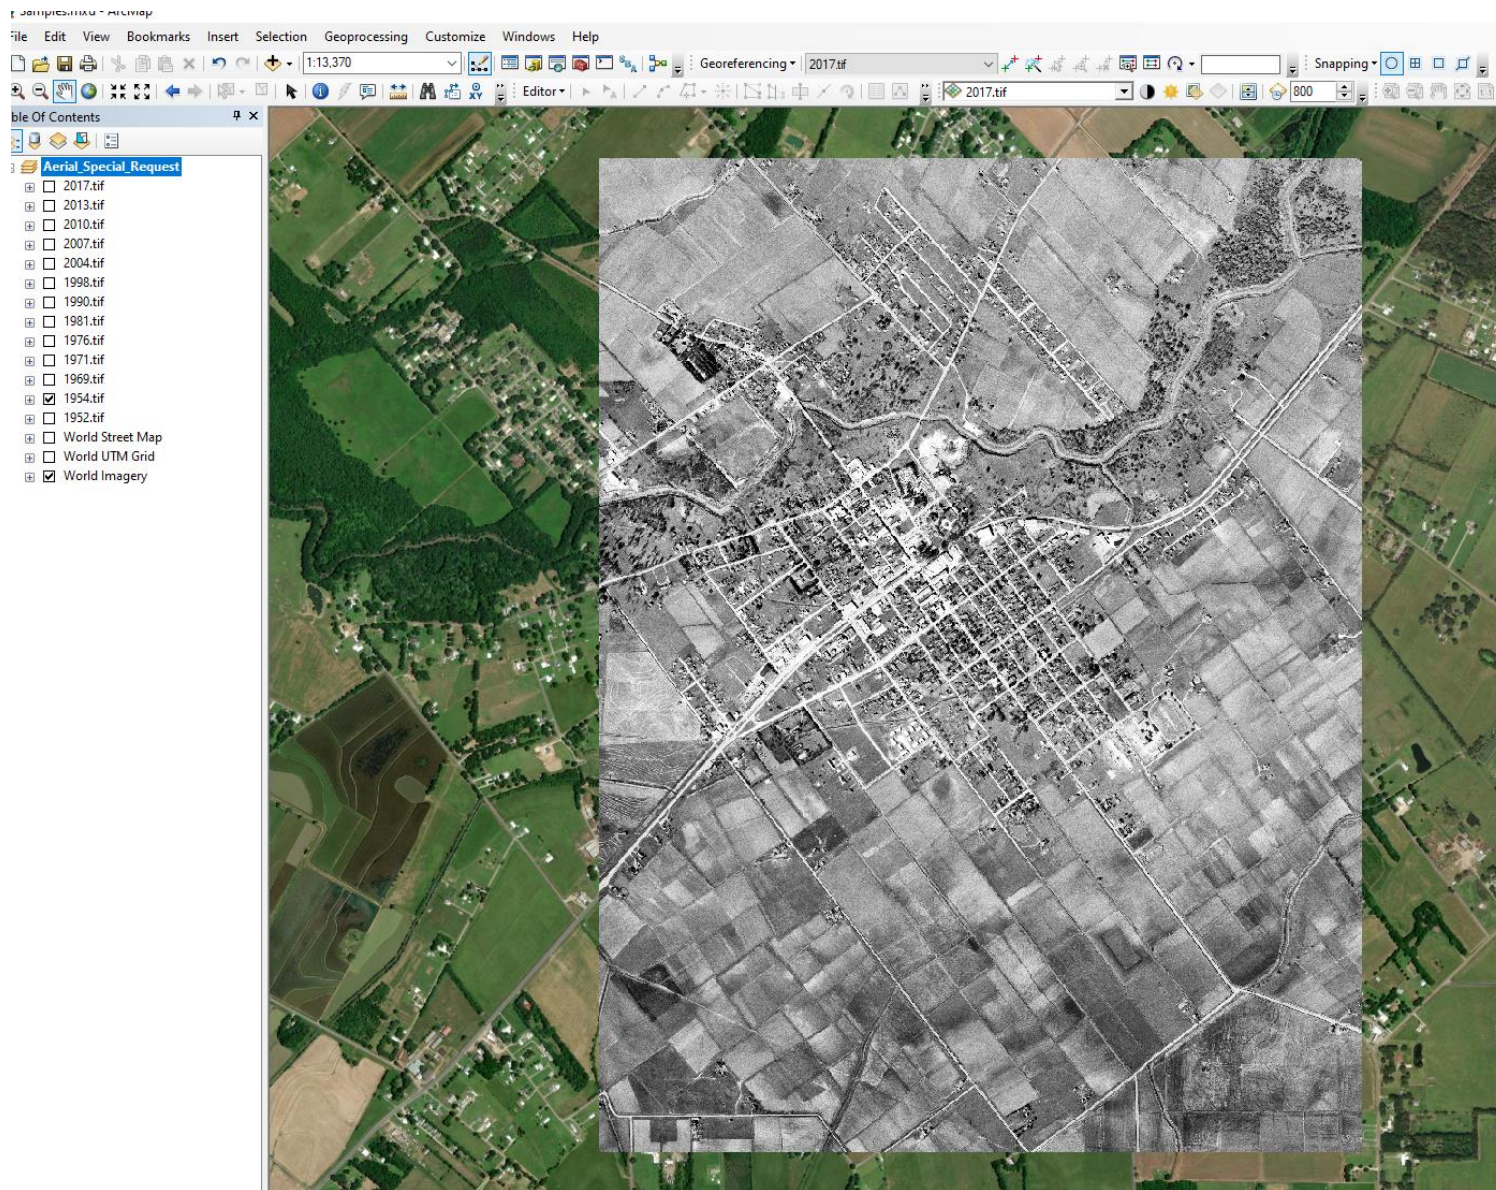 Samples.mxd - ArcMap
File Edit View Bookmarks Insert Selection Geoprocessing Customize Windows Help
1:13,370 Georeferencing 2017.tif Snapping
Editor 2017.tif 800
Table Of Contents
Aerial_Special_Request
2017.tif
2013.tif
2010.tif
2007.tif
2004.tif
1998.tif
1990.tif
1981.tif
1976.tif
1971.tif
1969.tif
1954.tif
1952.tif
World Street Map
World UTM Grid
World Imagery